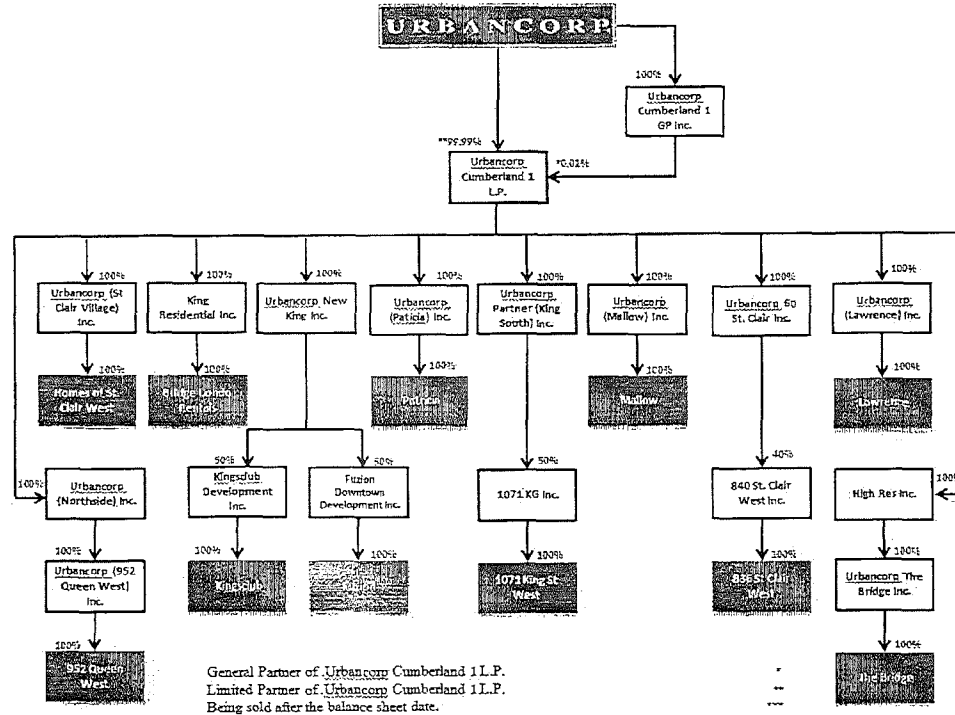 URBANCORP
100%
Urbancorp
Cumberland 1
GP Inc.
**99.99%
*0.01%
Urbancorp
Cumberland 1
L.P.
100%
100%
100%
100%
100%
100%
100%
100%
Urbancorp (St
Clair Village)
Inc.
King
Residential Inc.
Urbancorp New
King Inc.
Urbancorp
(Patricia) Inc.
Urbancorp
Partner (King
South) Inc.
Urbancorp
(Mallow) Inc.
Urbancorp 60
St. Clair Inc.
Urbancorp
(Lawrence) Inc.
100%
100%
100%
100%
100%
Homes of St.
Clair West
Rentals
Patricia
Mallow
Lawrence
100%
50%
50%
50%
40%
100%
Urbancorp
(Northside) Inc.
Kingsclub
Development
Inc.
Fuzion
Downtown
Development Inc.
1071 KG Inc.
840 St. Clair
West Inc.
High Res Inc.
100%
100%
100%
100%
100%
100%
Urbancorp (952
Queen West)
Inc.
1071 King St.
West
St. Clair
West
Urbancorp The
Bridge Inc.
100%
100%
952 Queen
West
The Bridge
General Partner of Urbancorp Cumberland 1 L.P. *
Limited Partner of Urbancorp Cumberland 1 L.P. **
Being sold after the balance sheet date. ***